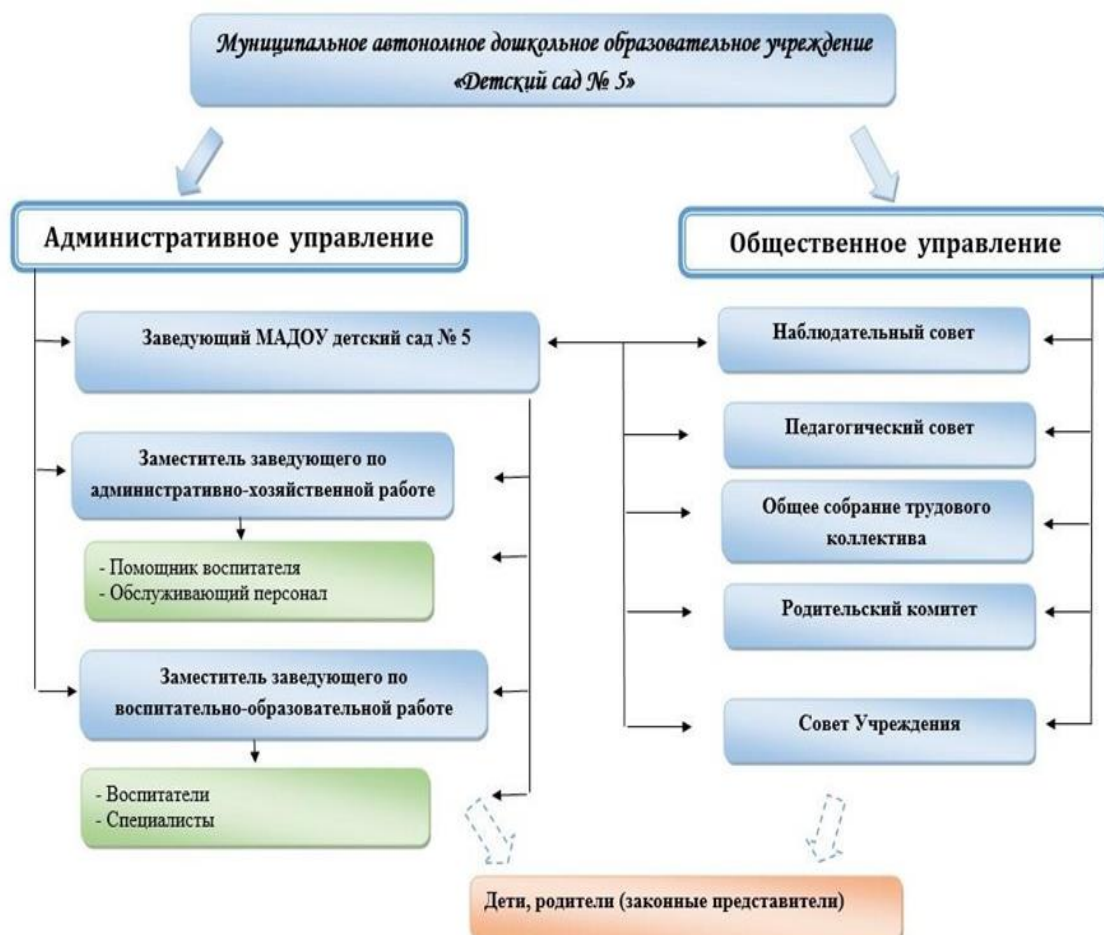 Муниципальное автономное дошкольное образовательное учреждение
«Детский сад № 5»
Административное управление
Общественное управление
Заведующий МАДОУ детский сад № 5
Заместитель заведующего по
административно-хозяйственной работе
- Помощник воспитателя
- Обслуживающий персонал
Заместитель заведующего по
воспитательно-образовательной работе
- Воспитатели
- Специалисты
Наблюдательный совет
Педагогический совет
Общее собрание трудового
коллектива
Родительский комитет
Совет Учреждения
Дети, родители (законные представители)